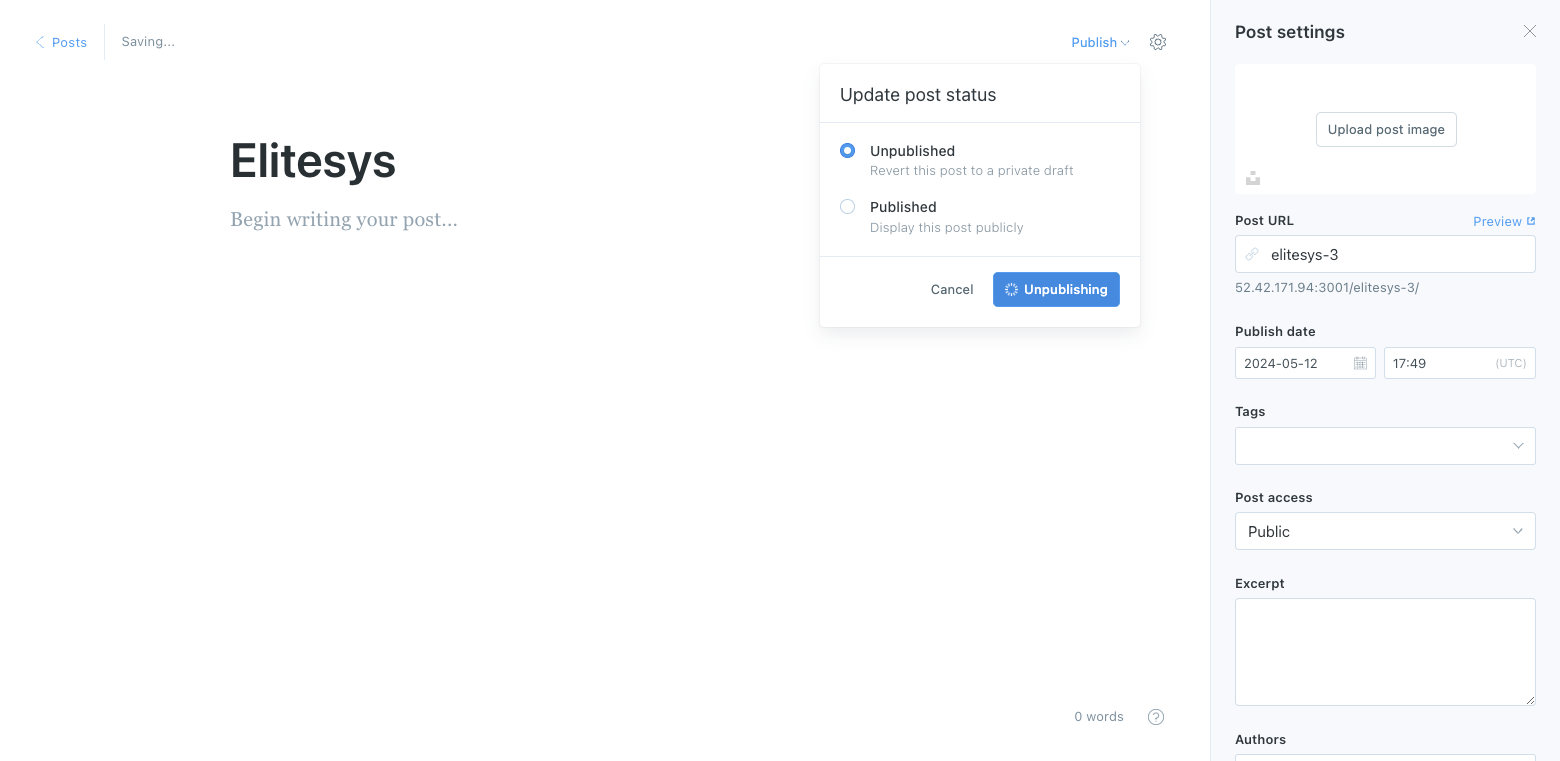 Posts
Saving...
Publish
Update post status
Unpublished
Revert this post to a private draft
Published
Display this post publicly
Cancel
Unpublishing
Elitesys
Begin writing your post...
0 words
?
Post settings
Upload post image
Post URL
Preview
elitesys-3
52.42.171.94:3001/elitesys-3/
Publish date
2024-05-12
17:49 (UTC)
Tags
Post access
Public
Excerpt
Authors